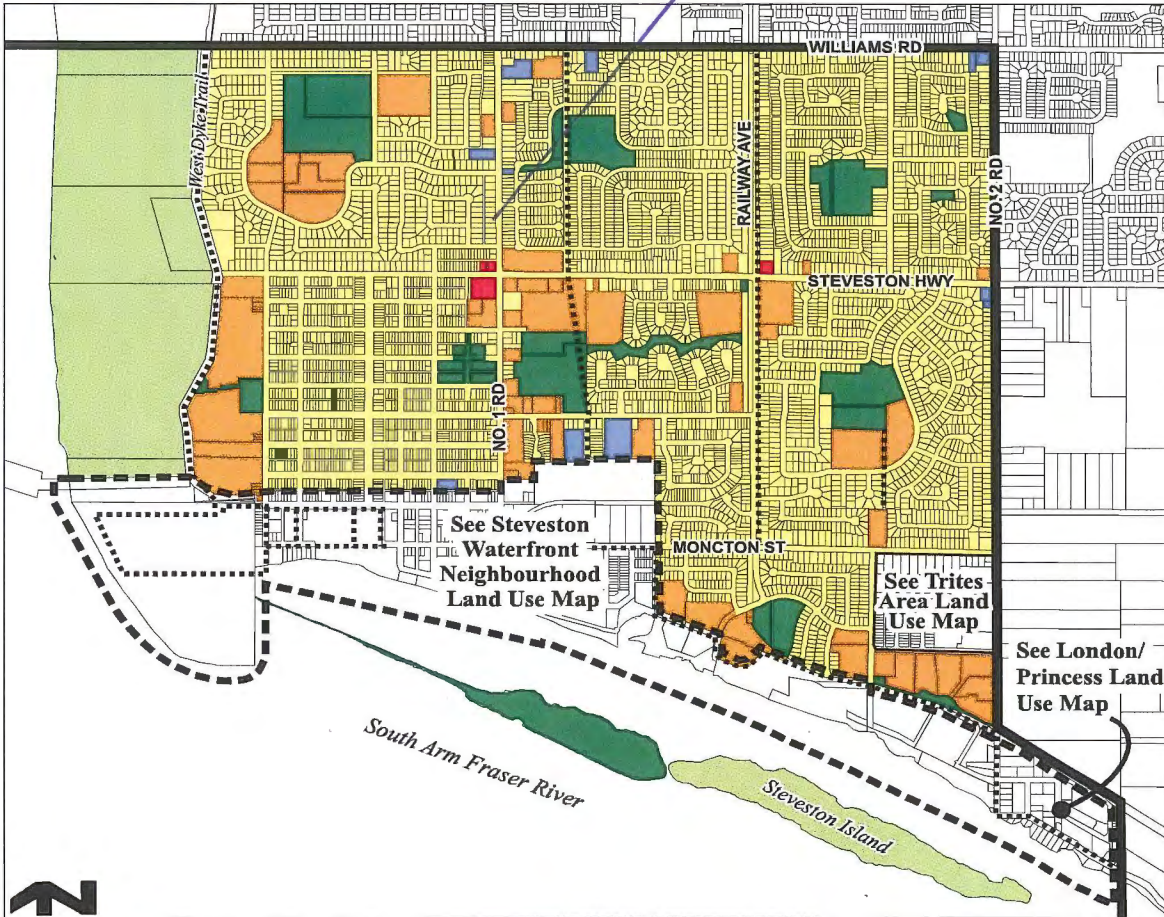 WILLIAMS RD
West Dyke Trail
RAILWAY AVE
NO. 2 RD
STEVESTON HWY
NO. 1 RD
See Steveston
Waterfront
Neighbourhood
Land Use Map
MONCTON ST
See Trites
Area Land
Use Map
See London/
Princess Land
Use Map
South Arm Fraser River
Steveston Island
N